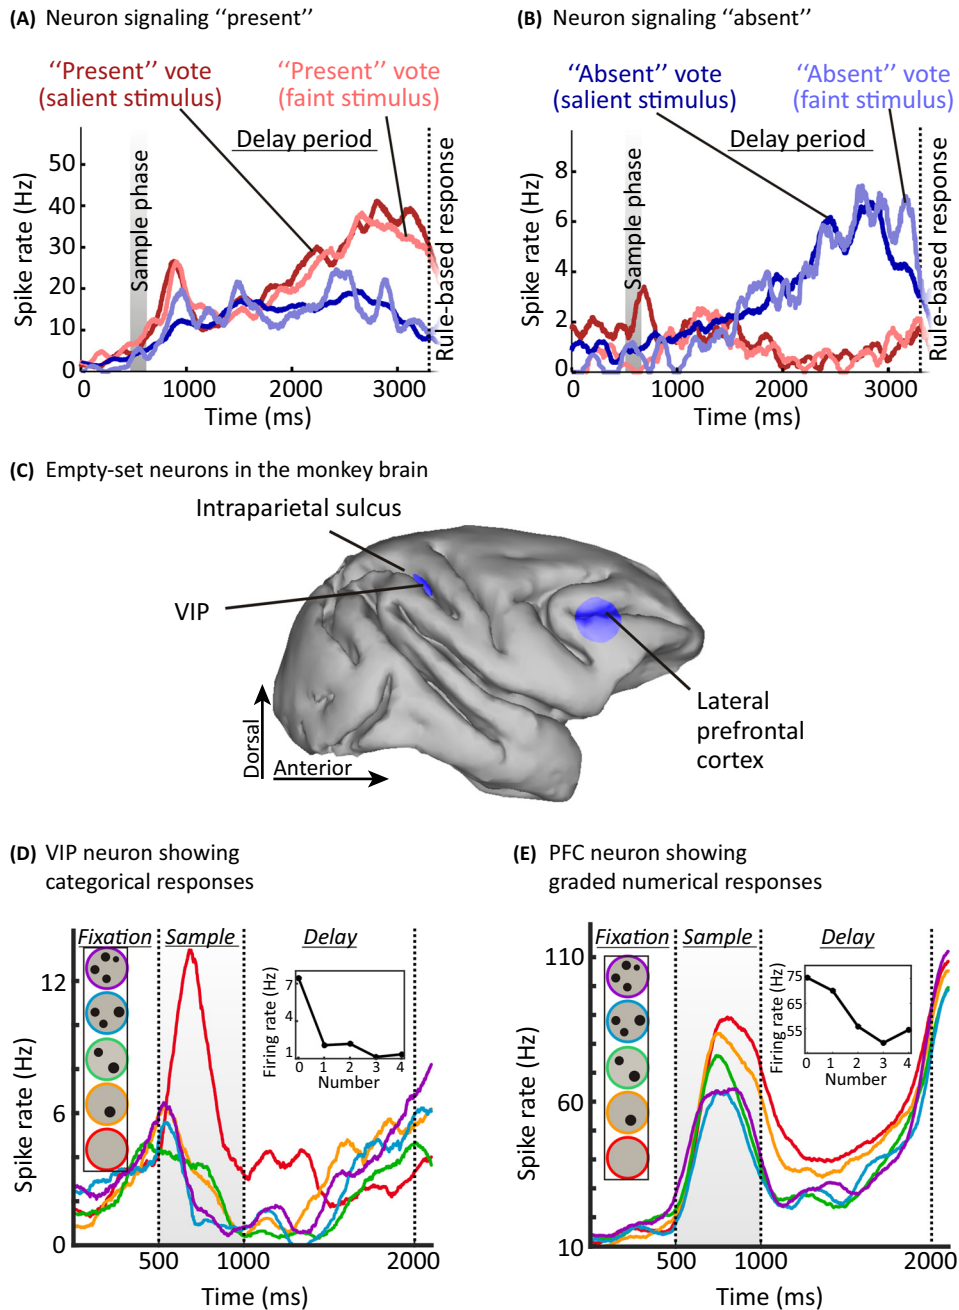 (A) Neuron signaling “present”
“Present” vote
(salient stimulus)
“Present” vote
(faint stimulus)
Delay period
Sample phase
Rule-based response
Spike rate (Hz)
50
40
30
20
10
0
0 1000 2000 3000
Time (ms)
(B) Neuron signaling “absent”
“Absent” vote
(salient stimulus)
“Absent” vote
(faint stimulus)
Delay period
Sample phase
Rule-based response
Spike rate (Hz)
8
6
4
2
0
0 1000 2000 3000
Time (ms)
(C) Empty-set neurons in the monkey brain
Intraparietal sulcus
VIP
Lateral
prefrontal
cortex
Dorsal
Anterior
(D) VIP neuron showing
categorical responses
Fixation Sample Delay
Spike rate (Hz)
12
6
0
500 1000 2000
Time (ms)
Firing rate (Hz)
7
4
1
0 1 2 3 4
Number
(E) PFC neuron showing
graded numerical responses
Fixation Sample Delay
Spike rate (Hz)
110
60
10
500 1000 2000
Time (ms)
Firing rate (Hz)
75
65
55
0 1 2 3 4
Number